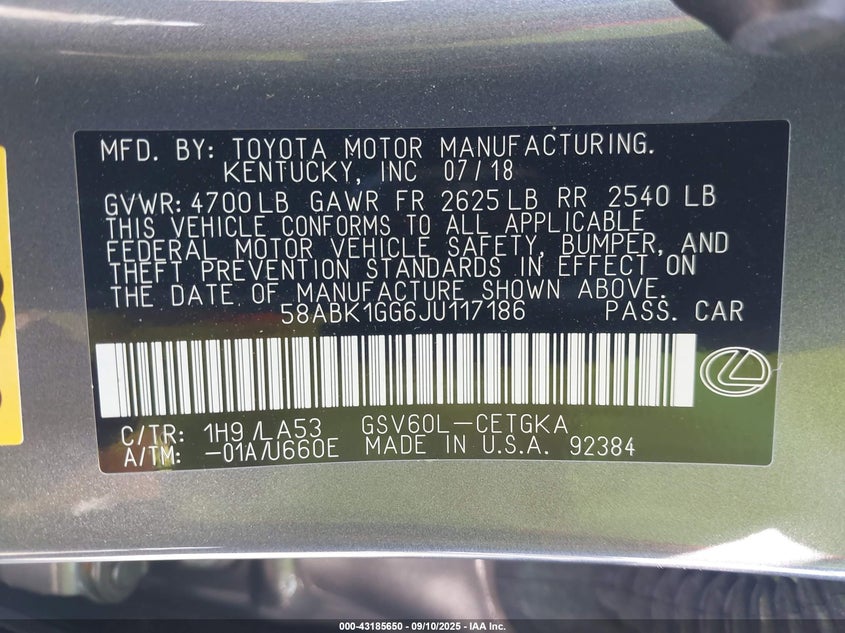 MFD. BY: TOYOTA MOTOR MANUFACTURING.
KENTUCKY, INC 07/18
GVWR: 4700 LB GAWR FR 2625 LB RR 2540 LB
THIS VEHICLE CONFORMS TO ALL APPLICABLE
FEDERAL MOTOR VEHICLE SAFETY, BUMPER, AND
THEFT PREVENTION STANDARDS IN EFFECT ON
THE DATE OF MANUFACTURE SHOWN ABOVE.
58ABK1GG6JU117186 PASS. CAR
C/TR: 1H9 /LA53 GSV60L-CETGKA
A/TM: -01A/U660E MADE IN U.S.A. 92384
000-43185650 - 09/10/2025 - IAA Inc.